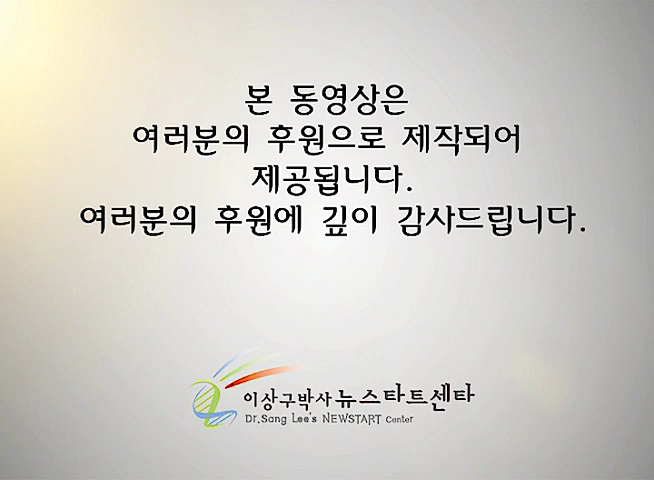 본 동영상은
여러분의 후원으로 제작되어
제공됩니다.
여러분의 후원에 깊이 감사드립니다.
이상구박사 뉴스타트센타
Dr.Sang Lee's NEWSTART Center